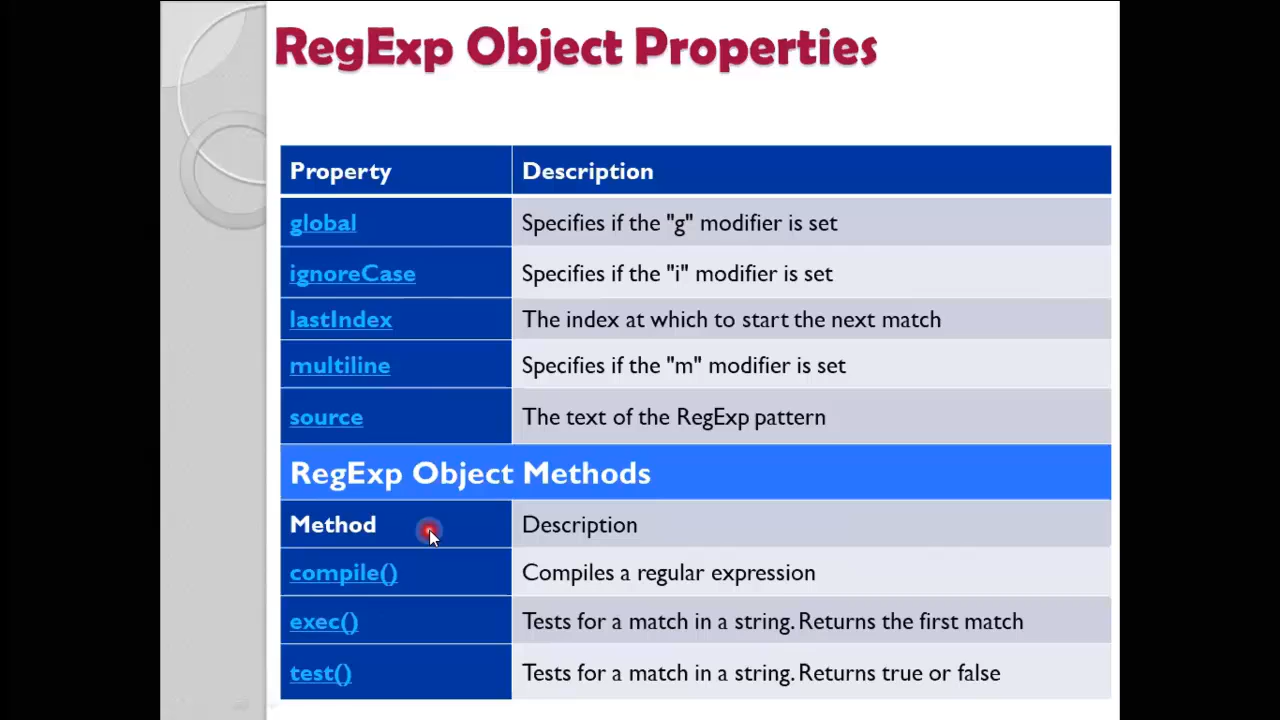 RegExp Object Properties
Property Description
global Specifies if the "g" modifier is set
ignoreCase Specifies if the "i" modifier is set
lastIndex The index at which to start the next match
multiline Specifies if the "m" modifier is set
source The text of the RegExp pattern
RegExp Object Methods
Method Description
compile() Compiles a regular expression
exec() Tests for a match in a string. Returns the first match
test() Tests for a match in a string. Returns true or false